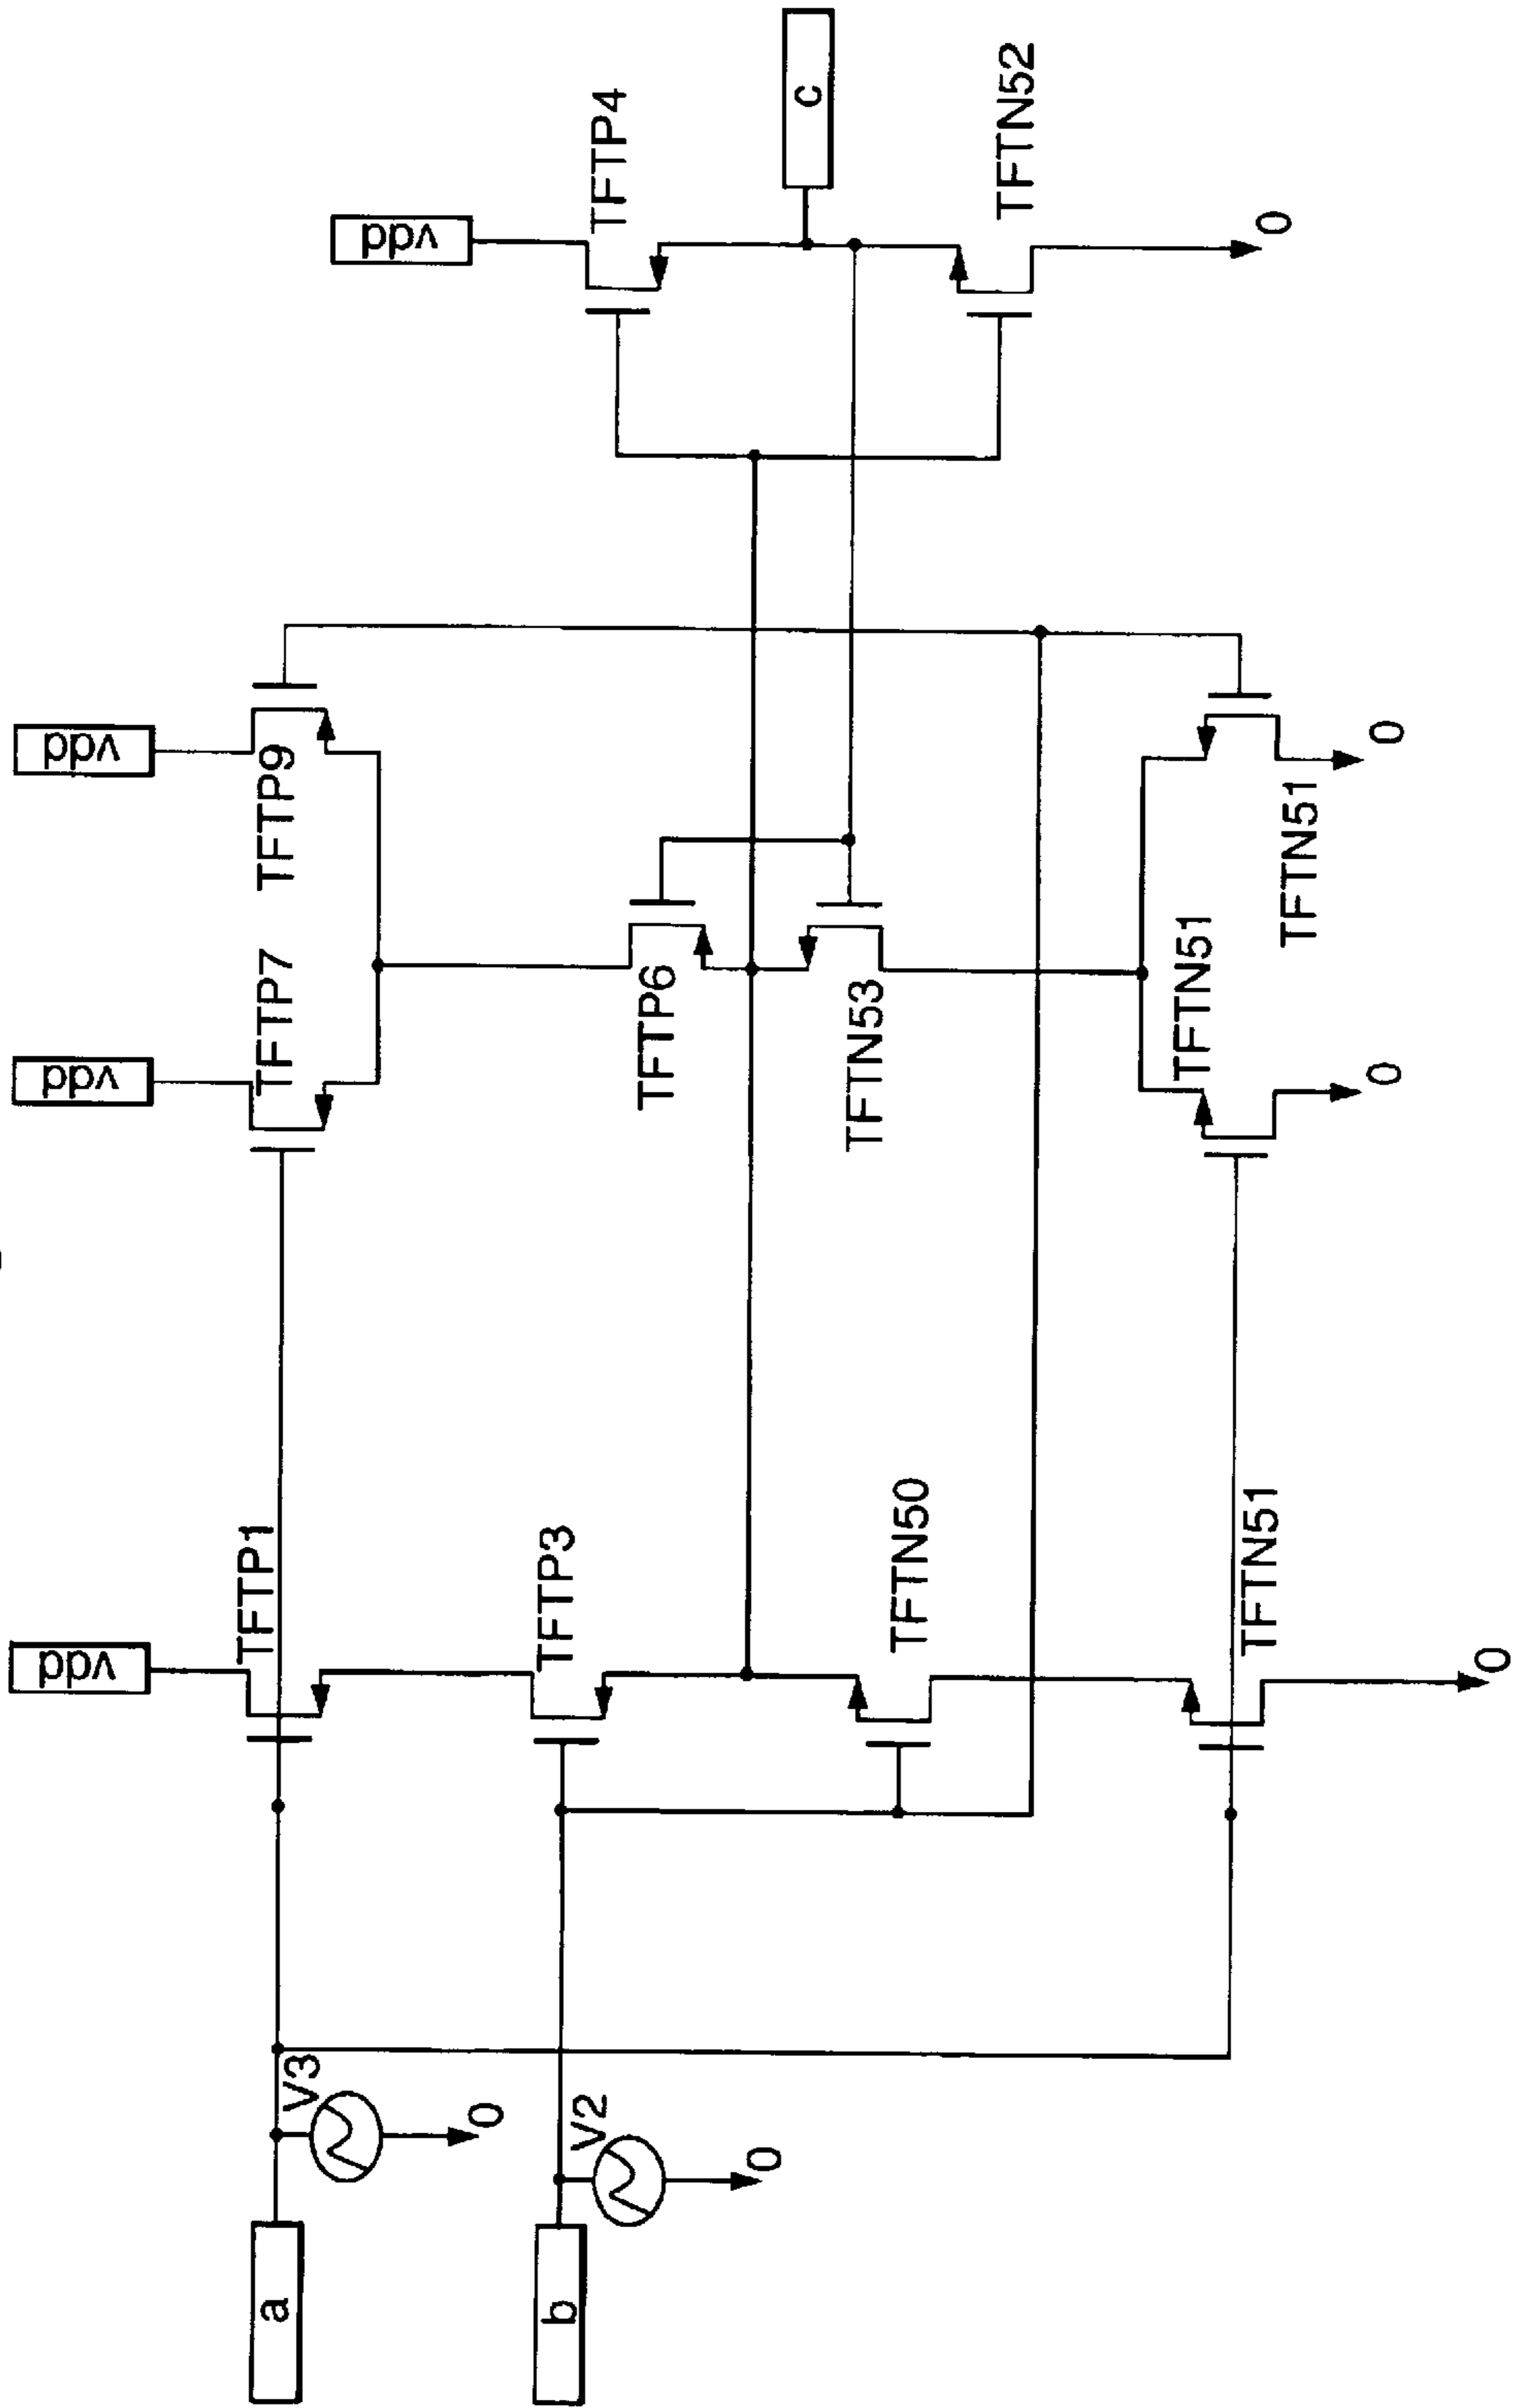 vdd
TFTP4
c
TFTN52
0
vdd
TFTP9
vdd
TFTP7
TFTP6
TFTN53
TFTN51
0
TFTN51
0
vdd
TFTP1
TFTP3
TFTN50
TFTN51
0
V3
0
V2
0
a
b